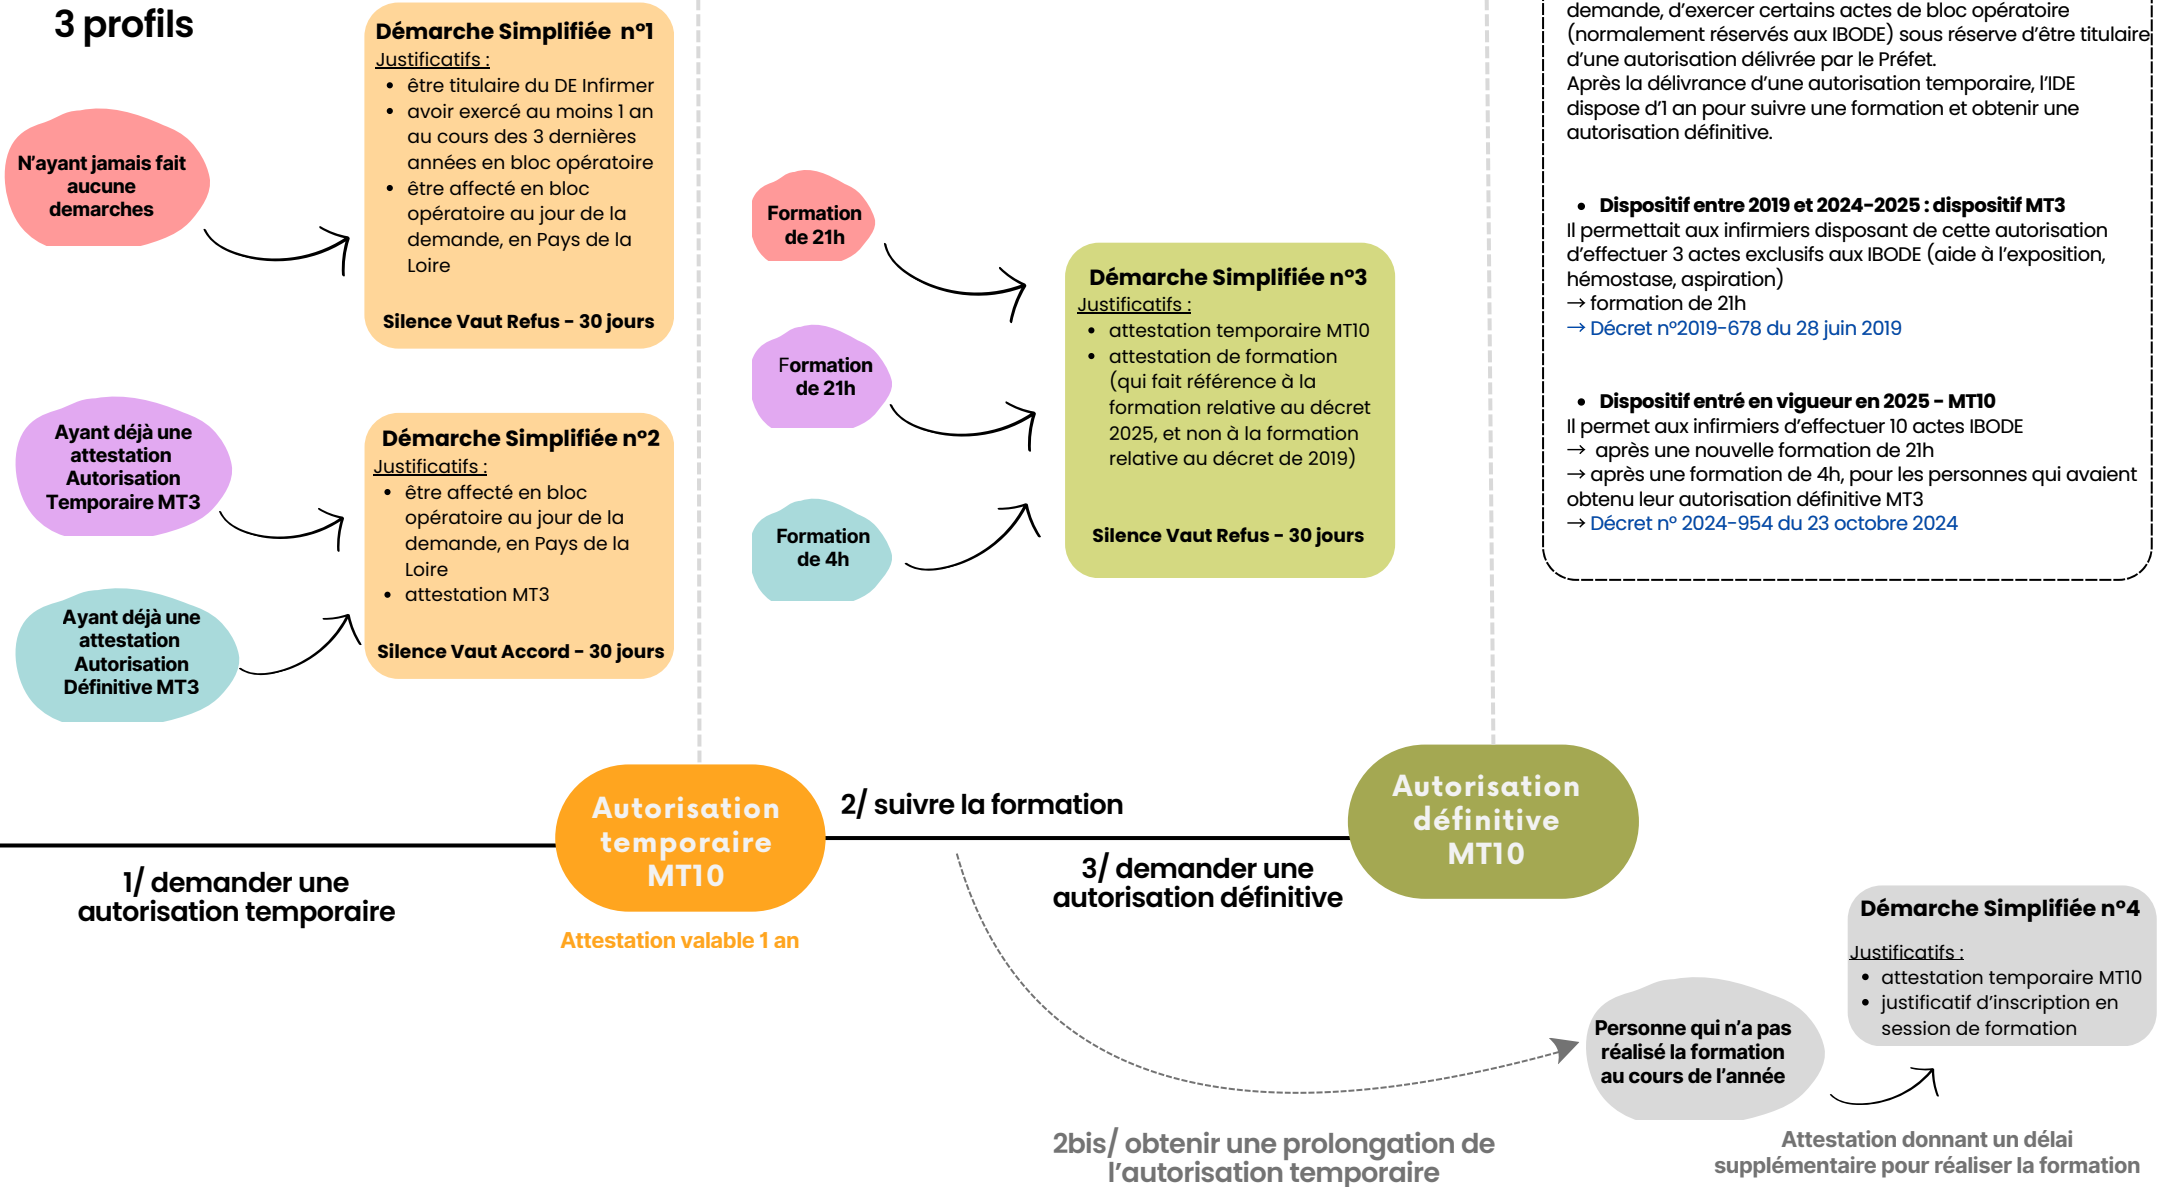 3 profils
N'ayant jamais fait
aucune
demarches
Démarche Simplifiée n°1
Justificatifs :
• être titulaire du DE Infirmer
• avoir exercé au moins 1 an
au cours des 3 dernières
années en bloc opératoire
• être affecté en bloc
opératoire au jour de la
demande, en Pays de la
Loire
Silence Vaut Refus - 30 jours
Ayant déjà une
attestation
Autorisation
Temporaire MT3
Ayant déjà une
attestation
Autorisation
Définitive MT3
Démarche Simplifiée n°2
Justificatifs :
• être affecté en bloc
opératoire au jour de la
demande, en Pays de la
Loire
• attestation MT3
Silence Vaut Accord - 30 jours
Formation
de 21h
Formation
de 21h
Formation
de 4h
Démarche Simplifiée n°3
Justificatifs :
• attestation temporaire MT10
• attestation de formation
(qui fait référence à la
formation relative au décret
2025, et non à la formation
relative au décret de 2019)
Silence Vaut Refus - 30 jours
demande, d'exercer certains actes de bloc opératoire
(normalement réservés aux IBODE) sous réserve d'être titulaire
d'une autorisation délivrée par le Préfet.
Après la délivrance d'une autorisation temporaire, l'IDE
dispose d'1 an pour suivre une formation et obtenir une
autorisation définitive.
• Dispositif entre 2019 et 2024-2025 : dispositif MT3
Il permettait aux infirmiers disposant de cette autorisation
d'effectuer 3 actes exclusifs aux IBODE (aide à l'exposition,
hémostase, aspiration)
→ formation de 21h
→ Décret n°2019-678 du 28 juin 2019
• Dispositif entré en vigueur en 2025 - MT10
Il permet aux infirmiers d'effectuer 10 actes IBODE
→ après une nouvelle formation de 21h
→ après une formation de 4h, pour les personnes qui avaient
obtenu leur autorisation définitive MT3
→ Décret n° 2024-954 du 23 octobre 2024
1/ demander une
autorisation temporaire
Autorisation
temporaire
MT10
Attestation valable 1 an
2/ suivre la formation
3/ demander une
autorisation définitive
Autorisation
définitive
MT10
2bis/ obtenir une prolongation de
l'autorisation temporaire
Personne qui n'a pas
réalisé la formation
au cours de l'année
Démarche Simplifiée n°4
Justificatifs :
• attestation temporaire MT10
• justificatif d'inscription en
session de formation
Attestation donnant un délai
supplémentaire pour réaliser la formation